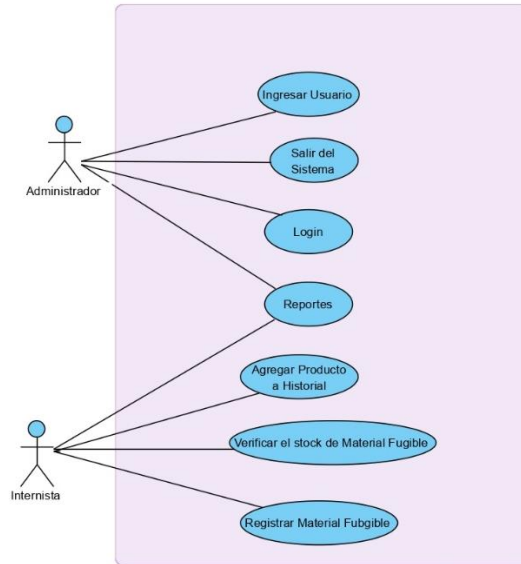 Ingresar Usuario
Salir del
Sistema
Administrador
Login
Reportes
Agregar Producto
a Historial
Verificar el stock de Material Fugible
Internista
Registrar Material Fubgible